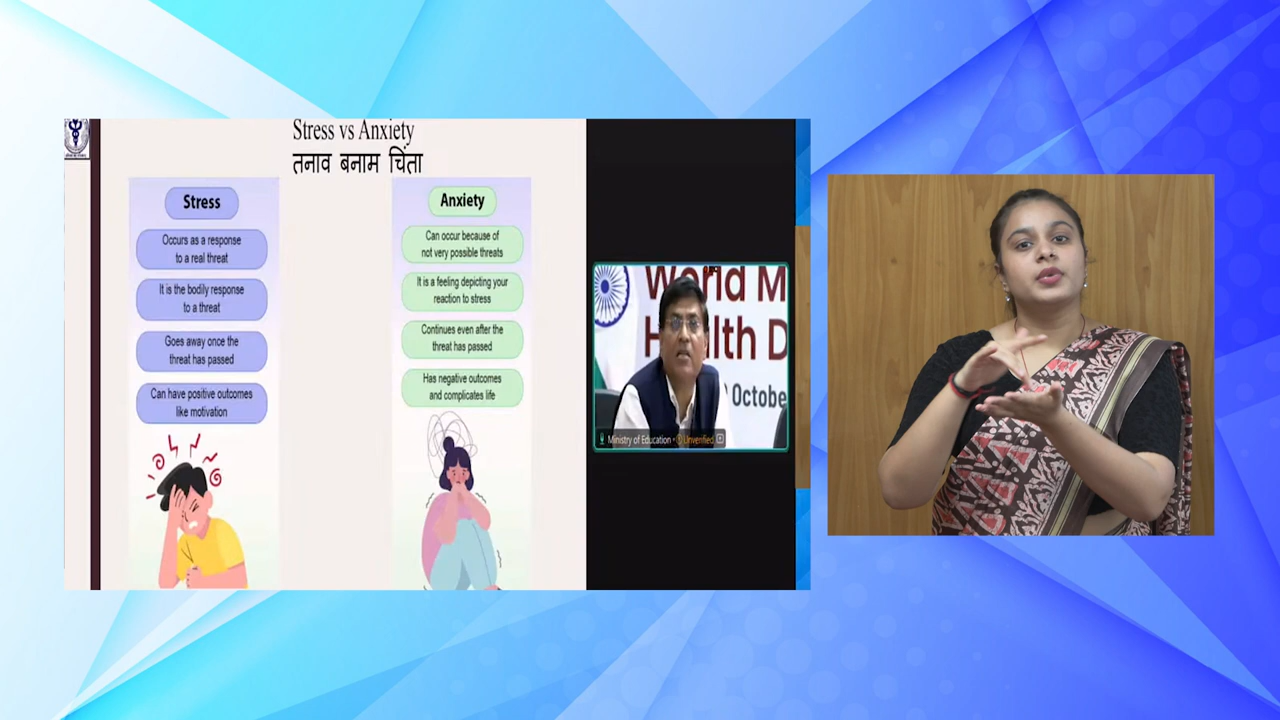 Stress vs Anxiety
तनाव बनाम चिंता
Stress
Occurs as a response
to a real threat
It is the bodily response
to a threat
Goes away once the
threat has passed
Can have positive outcomes
like motivation
Anxiety
Can occur because of
not very possible threats
It is a feeling depicting your
reaction to stress
Continues even after the
threat has passed
Has negative outcomes
and complicates life
World M
Health D
October
Ministry of Education
Unverified